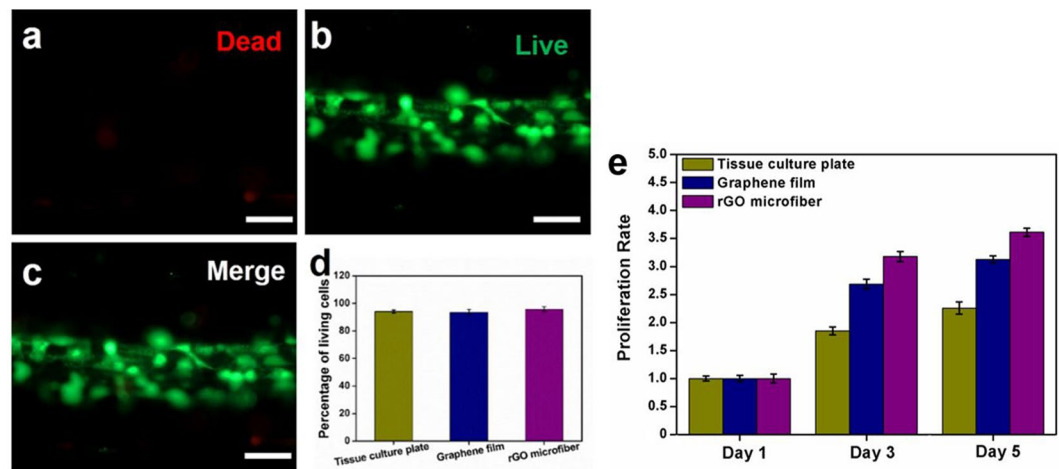 a
Dead
b
Live
c
Merge
d
Percentage of living cells
120
100
80
60
40
20
0
Tissue culture plate
Graphene film
rGO microfiber
e
Tissue culture plate
Graphene film
rGO microfiber
Proliferation Rate
5.0
4.5
4.0
3.5
3.0
2.5
2.0
1.5
1.0
0.5
0.0
Day 1
Day 3
Day 5